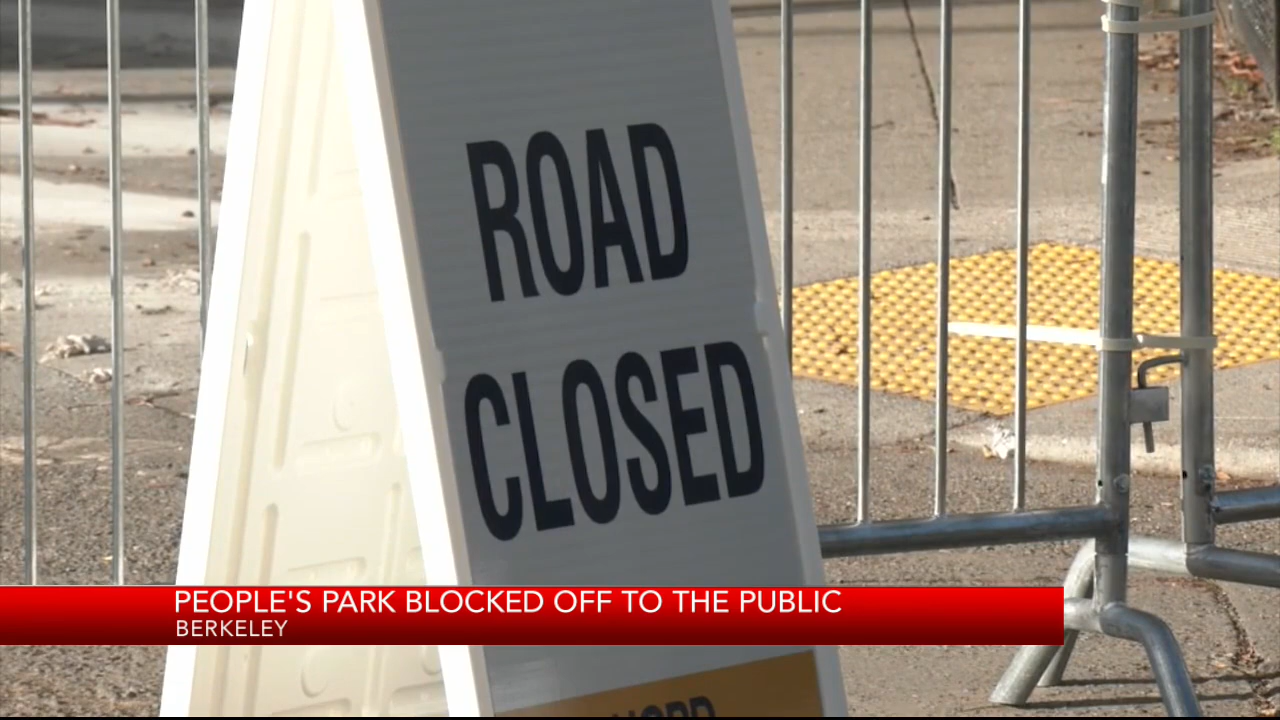 ROAD
CLOSED
PEOPLE'S PARK BLOCKED OFF TO THE PUBLIC
BERKELEY